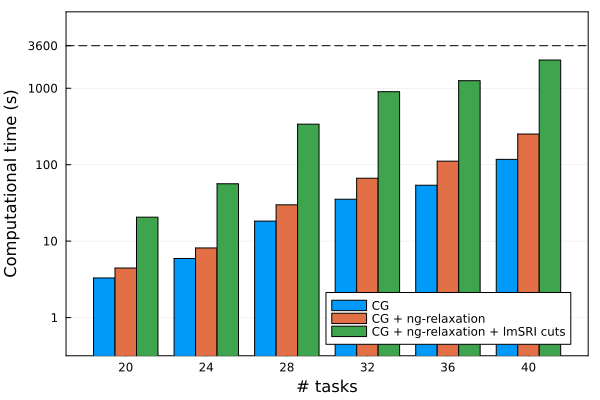 Computational time (s)
3600
1000
100
10
1
20 24 28 32 36 40
# tasks
CG
CG + ng-relaxation
CG + ng-relaxation + lmSRI cuts